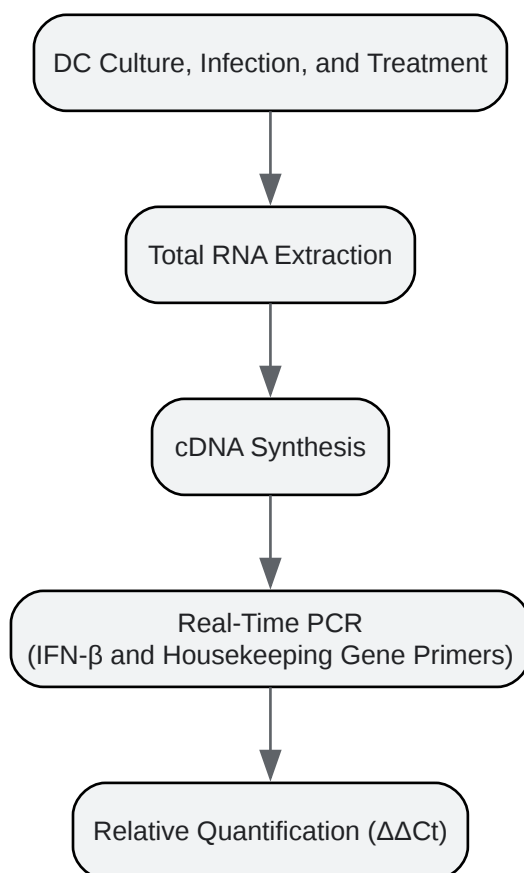 DC Culture, Infection, and Treatment
Total RNA Extraction
cDNA Synthesis
Real-Time PCR
(IFN-β and Housekeeping Gene Primers)
Relative Quantification (ΔΔCt)